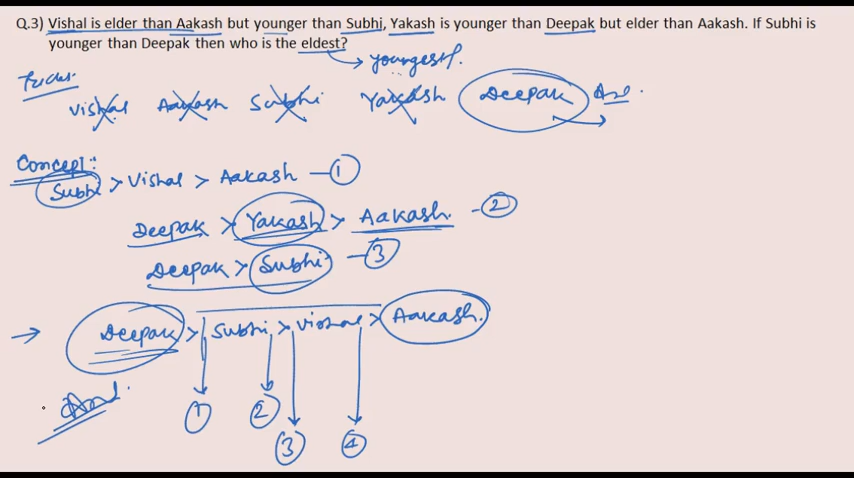 Q.3) Vishal is elder than Aakash but younger than Subhi, Yakash is younger than Deepak but elder than Aakash. If Subhi is
younger than Deepak then who is the eldest?
youngest.
Vishal Aakash Subhi Yakash Deepak Ans.
Concept:
Subhi > Vishal > Aakash - ①
Deepak > Yakash > Aakash. - ②
Deepak > Subhi - ③
→ Deepak > Subhi > Vishal > Aakash.
Ans.
① ②
③ ④